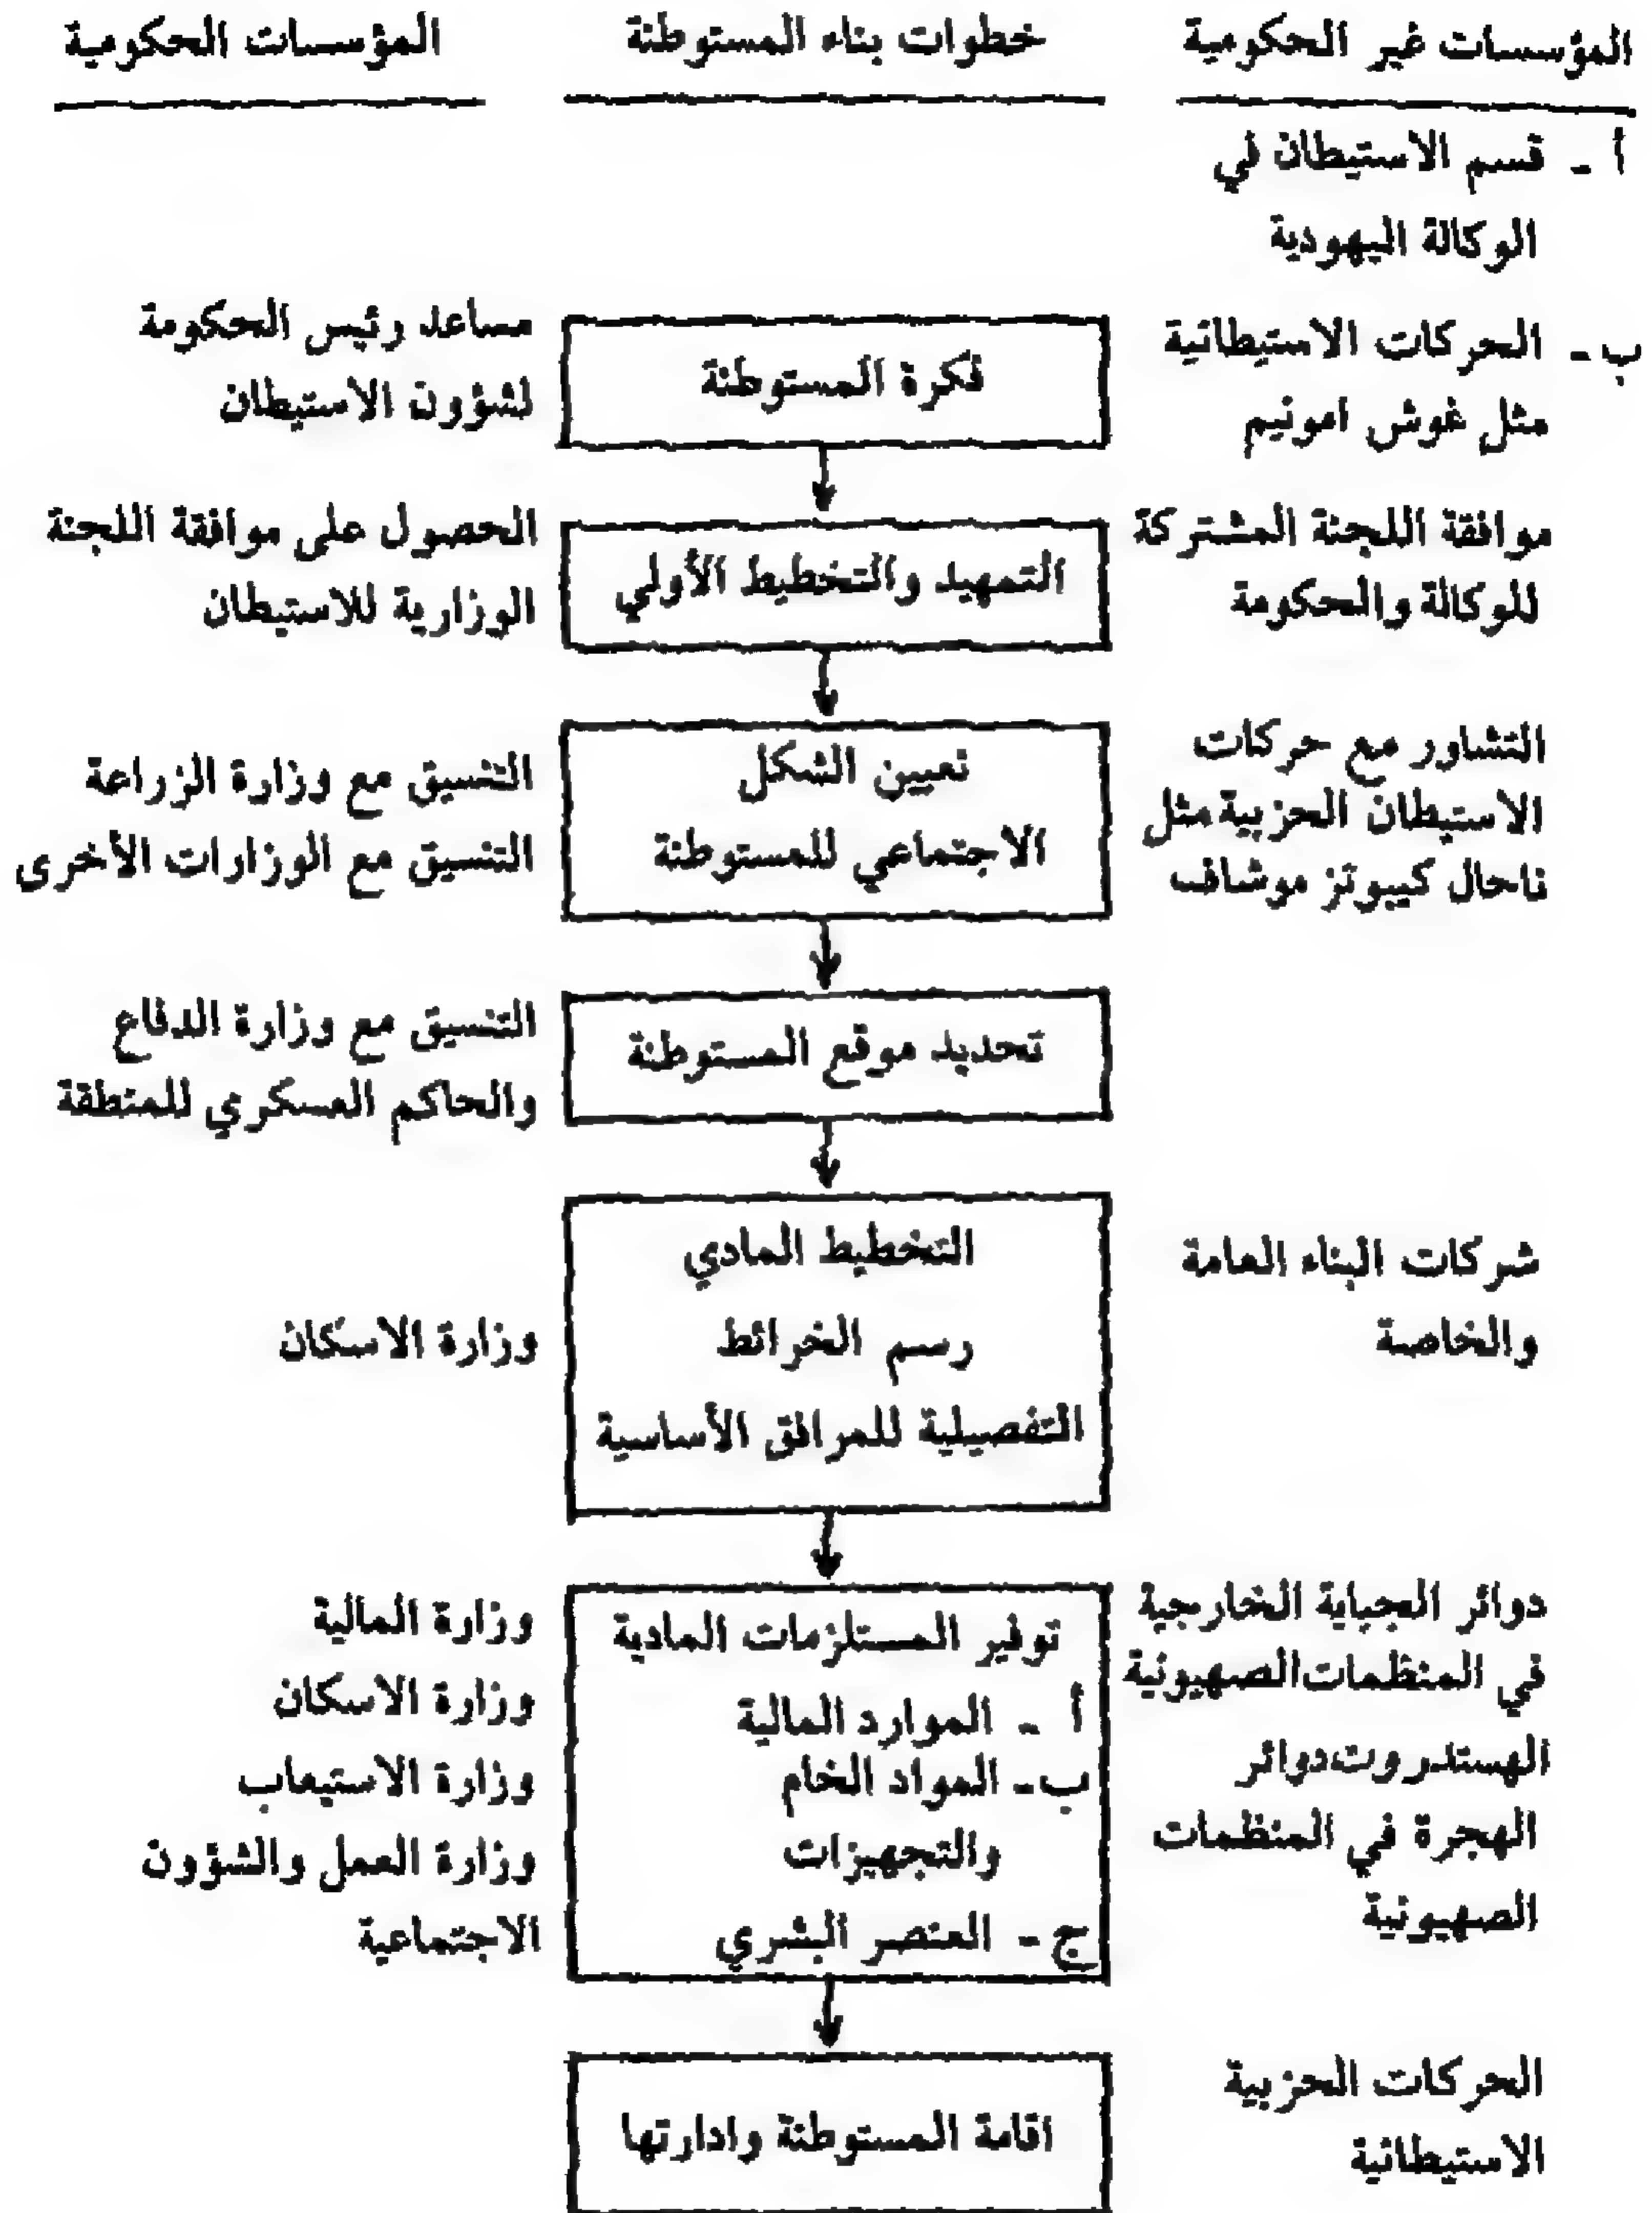 المؤسسات غير الحكومية
خطوات بناء المستوطنة
المؤسسات الحكومية
أ - قسم الاستيطان في
الوكالة اليهودية
ب - الحركات الاستيطانية
مثل غوش امونيم
فكرة المستوطنة
مساعد رئيس الحكومة
لشؤون الاستيطان
موافقة اللجنة المشتركة
للوكالة والحكومة
التمهيد والتخطيط الأولي
الحصول على موافقة اللجنة
الوزارية للاستيطان
التشاور مع حركات
الاستيطان الحزبية مثل
ناحال كيبوتز موشاف
تعيين الشكل
الاجتماعي للمستوطنة
التنسيق مع وزارة الزراعة
التنسيق مع الوزارات الأخرى
تحديد موقع المستوطنة
التنسيق مع وزارة الدفاع
والحاكم العسكري للمنطقة
شركات البناء العامة
والخاصة
التخطيط المادي
رسم الخرائط
التفصيلية للمرافق الأساسية
وزارة الاسكان
دوائر الجباية الخارجية
في المنظمات الصهيونية
الهستدروت دوائر
الهجرة في المنظمات
الصهيونية
توفير المستلزمات المادية
أ - الموارد المالية
ب - المواد الخام
والتجهيزات
ج - العنصر البشري
وزارة المالية
وزارة الاسكان
وزارة الاستيعاب
وزارة العمل والشؤون
الاجتماعية
الحركات الحزبية
الاستيطانية
اقامة المستوطنة وادارتها